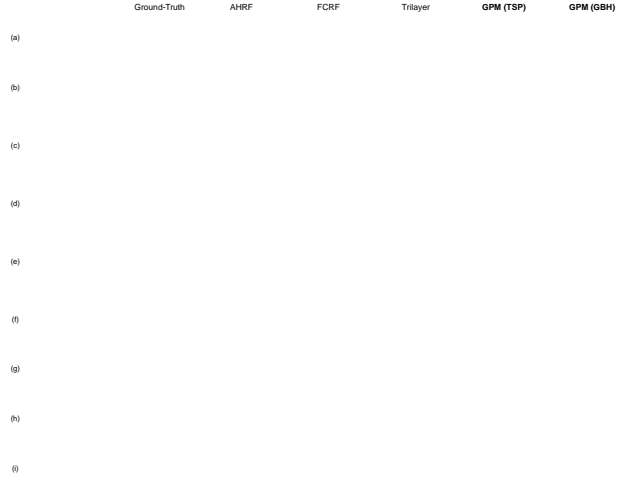 Ground-Truth AHRF FCRF Trilayer GPM (TSP) GPM (GBH)
(a)
(b)
(c)
(d)
(e)
(f)
(g)
(h)
(i)